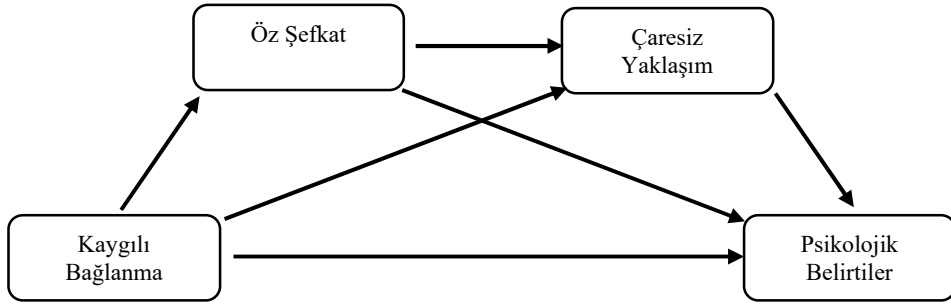 Öz Şefkat
Çaresiz
Yaklaşım
Kaygılı
Bağlanma
Psikolojik
Belirtiler